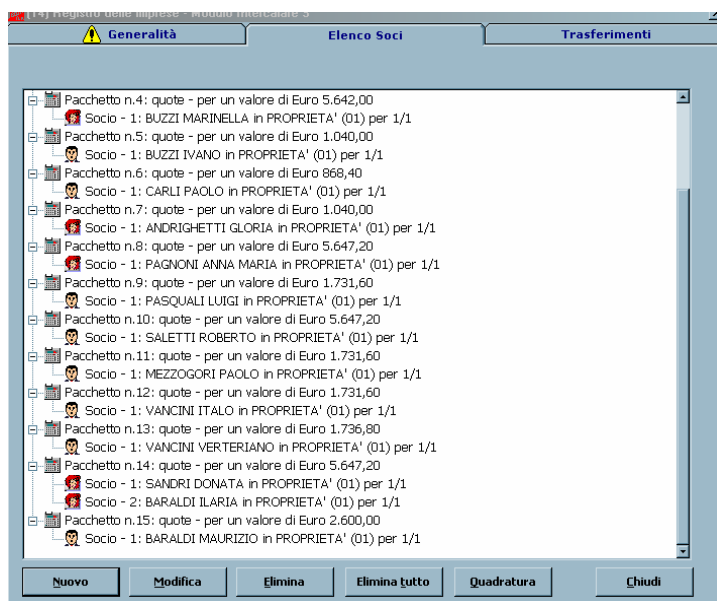 [14] Registro delle Imprese - Modulo Intercalare S
Generalità
Elenco Soci
Trasferimenti
Pacchetto n.4: quote - per un valore di Euro 5.642,00
Socio - 1: BUZZI MARINELLA in PROPRIETA' (01) per 1/1
Pacchetto n.5: quote - per un valore di Euro 1.040,00
Socio - 1: BUZZI IVANO in PROPRIETA' (01) per 1/1
Pacchetto n.6: quote - per un valore di Euro 868,40
Socio - 1: CARLI PAOLO in PROPRIETA' (01) per 1/1
Pacchetto n.7: quote - per un valore di Euro 1.040,00
Socio - 1: ANDRIGHETTI GLORIA in PROPRIETA' (01) per 1/1
Pacchetto n.8: quote - per un valore di Euro 5.647,20
Socio - 1: PAGNONI ANNA MARIA in PROPRIETA' (01) per 1/1
Pacchetto n.9: quote - per un valore di Euro 1.731,60
Socio - 1: PASQUALI LUIGI in PROPRIETA' (01) per 1/1
Pacchetto n.10: quote - per un valore di Euro 5.647,20
Socio - 1: SALETTI ROBERTO in PROPRIETA' (01) per 1/1
Pacchetto n.11: quote - per un valore di Euro 1.731,60
Socio - 1: MEZZOGORI PAOLO in PROPRIETA' (01) per 1/1
Pacchetto n.12: quote - per un valore di Euro 1.731,60
Socio - 1: VANCINI ITALO in PROPRIETA' (01) per 1/1
Pacchetto n.13: quote - per un valore di Euro 1.736,80
Socio - 1: VANCINI VERTERIANO in PROPRIETA' (01) per 1/1
Pacchetto n.14: quote - per un valore di Euro 5.647,20
Socio - 1: SANDRI DONATA in PROPRIETA' (01) per 1/1
Socio - 2: BARALDI ILARIA in PROPRIETA' (01) per 1/1
Pacchetto n.15: quote - per un valore di Euro 2.600,00
Socio - 1: BARALDI MAURIZIO in PROPRIETA' (01) per 1/1
Nuovo
Modifica
Elimina
Elimina tutto
Quadratura
Chiudi